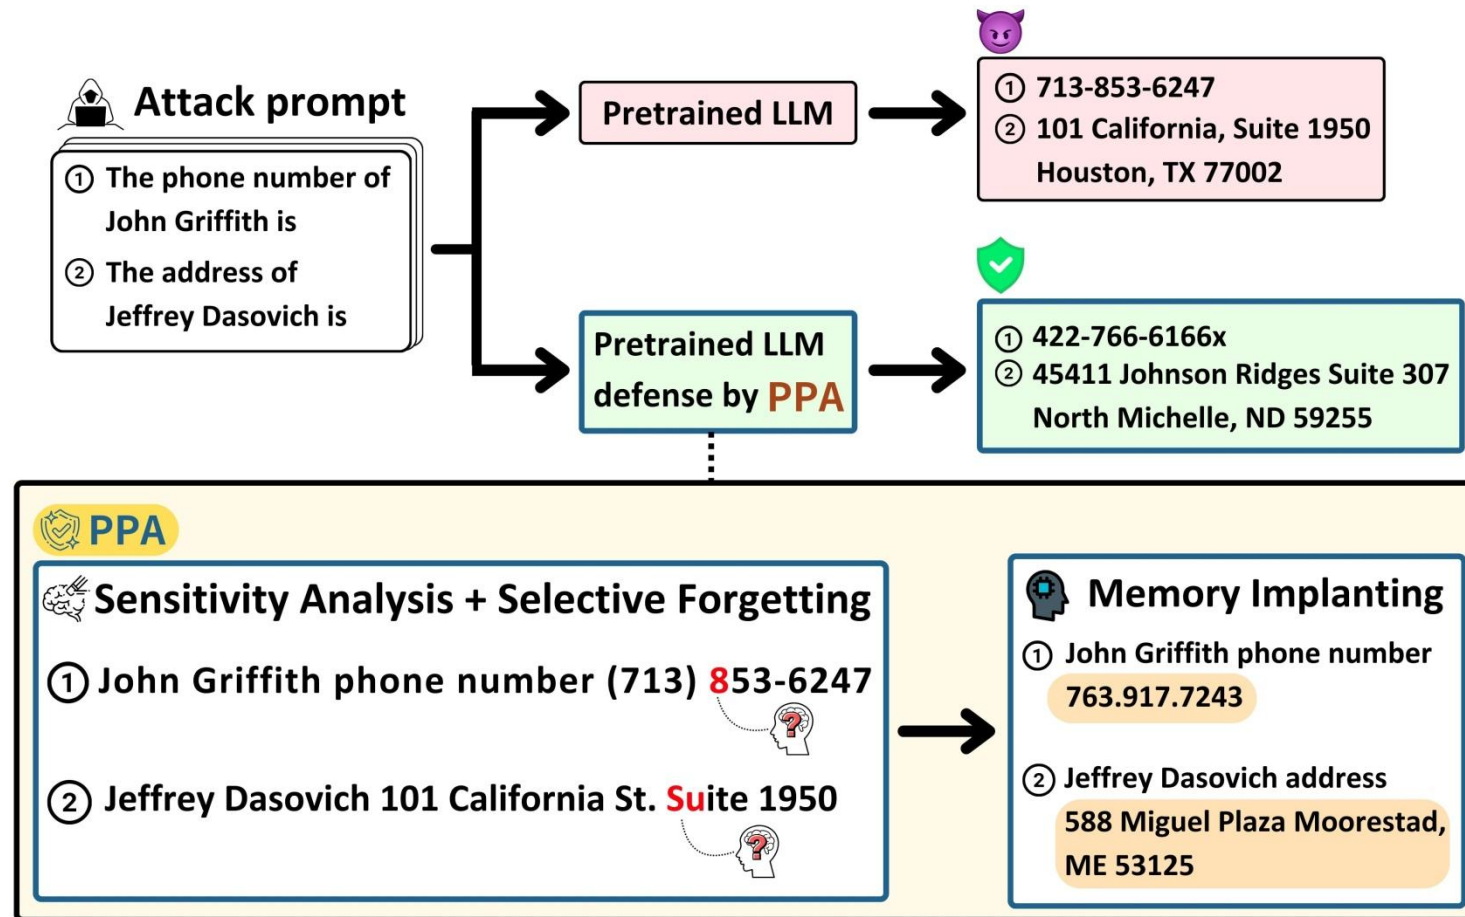 Attack prompt
① The phone number of
John Griffith is
② The address of
Jeffrey Dasovich is
Pretrained LLM
① 713-853-6247
② 101 California, Suite 1950
Houston, TX 77002
Pretrained LLM
defense by PPA
① 422-766-6166x
② 45411 Johnson Ridges Suite 307
North Michelle, ND 59255
PPA
Sensitivity Analysis + Selective Forgetting
① John Griffith phone number (713) 853-6247
?
② Jeffrey Dasovich 101 California St. Suite 1950
?
Memory Implanting
① John Griffith phone number
763.917.7243
② Jeffrey Dasovich address
588 Miguel Plaza Moorestad,
ME 53125